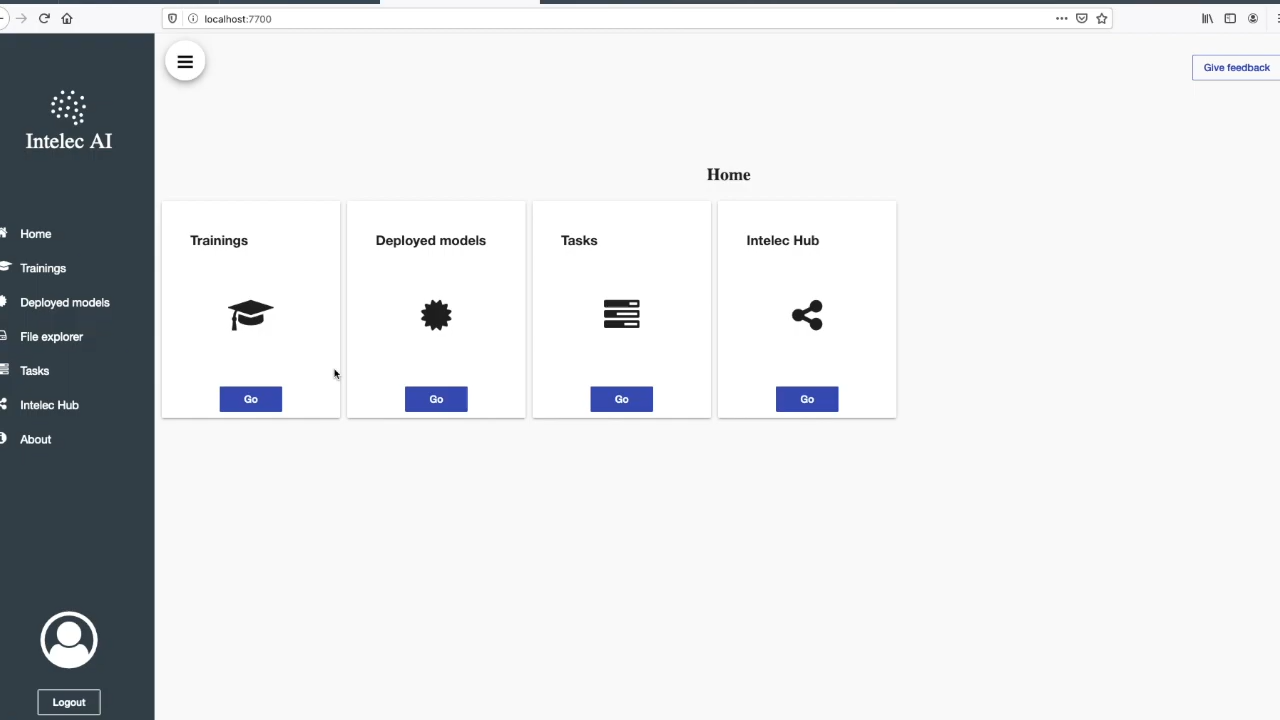 localhost:7700
Give feedback
Intelec AI
Home
Trainings
Deployed models
File explorer
Tasks
Intelec Hub
About
Logout
Home
Trainings
Deployed models
Tasks
Intelec Hub
Go
Go
Go
Go